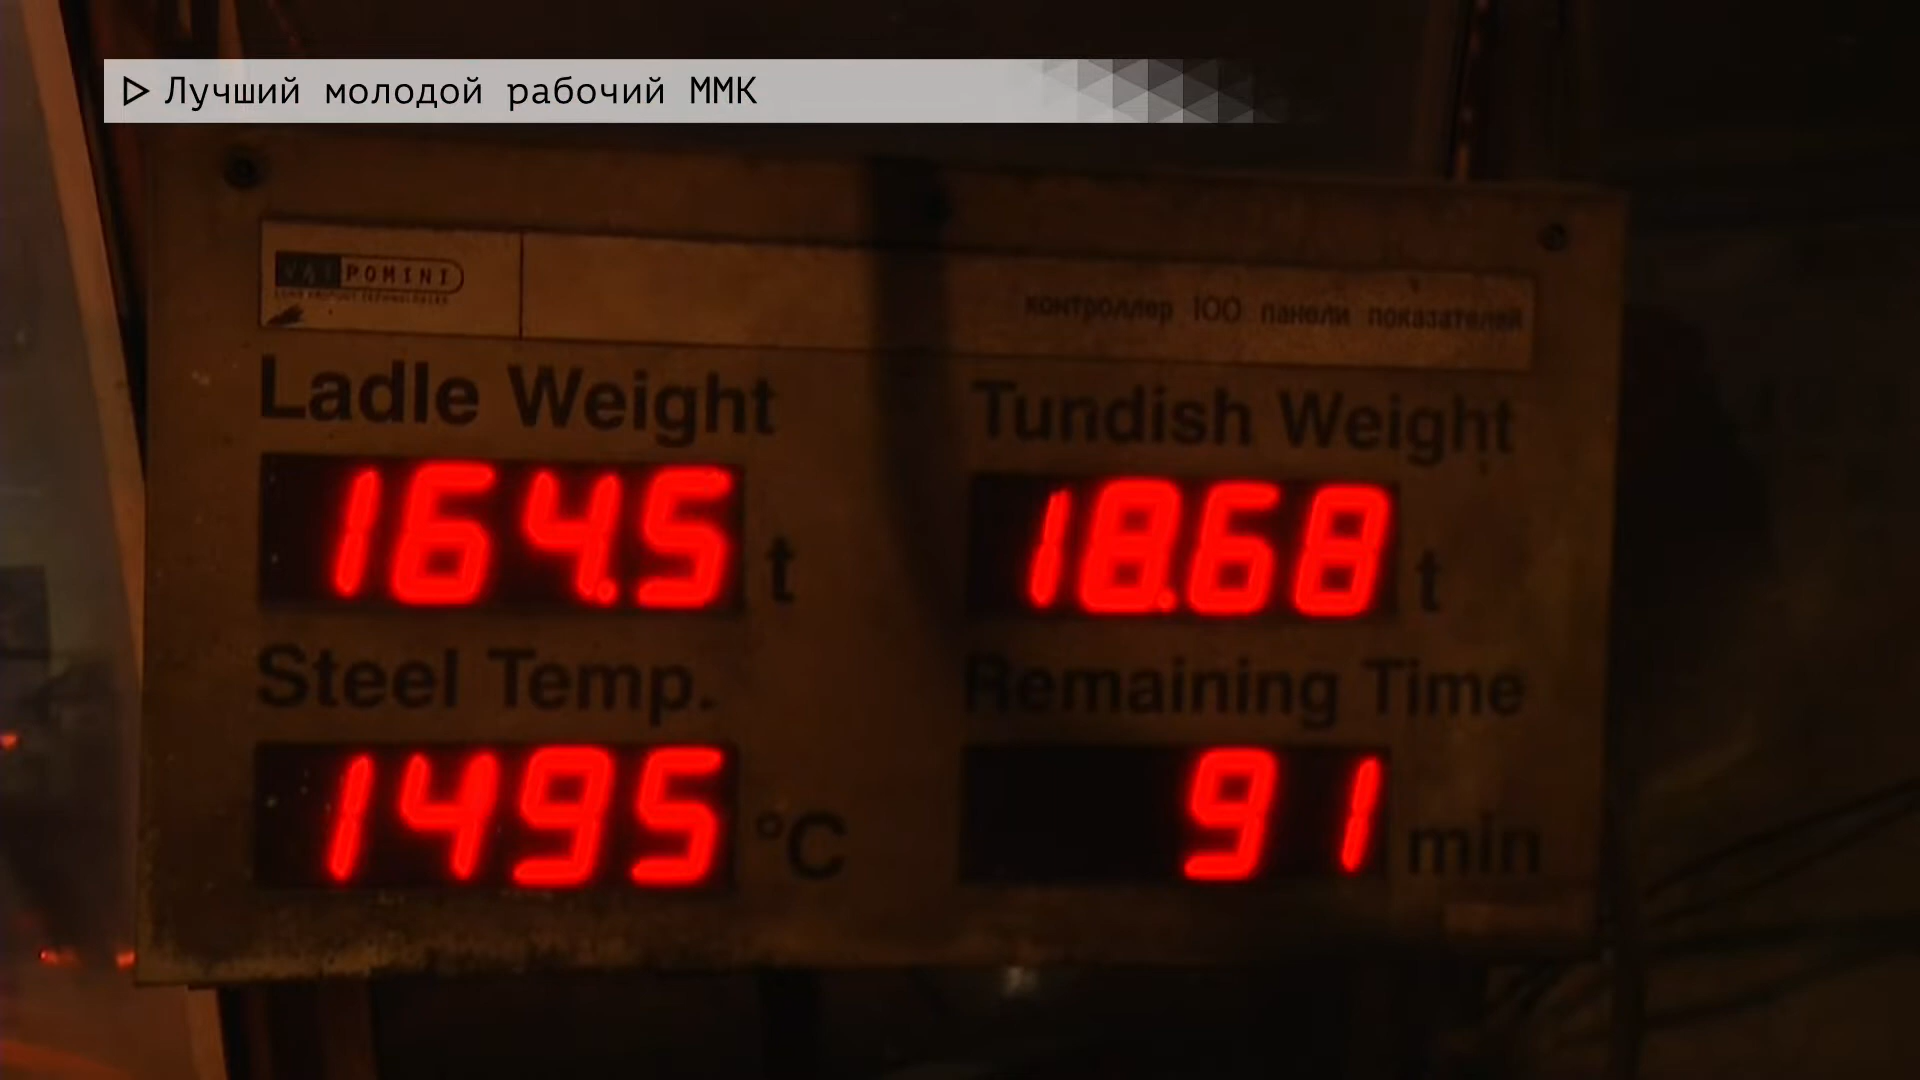 Лучший молодой рабочий ММК
VAI POMINI
контроллер 100 панели показателей
Ladle Weight
Tundish Weight
164.5 t
18.68 t
Steel Temp.
Remaining Time
1495 °C
91 min